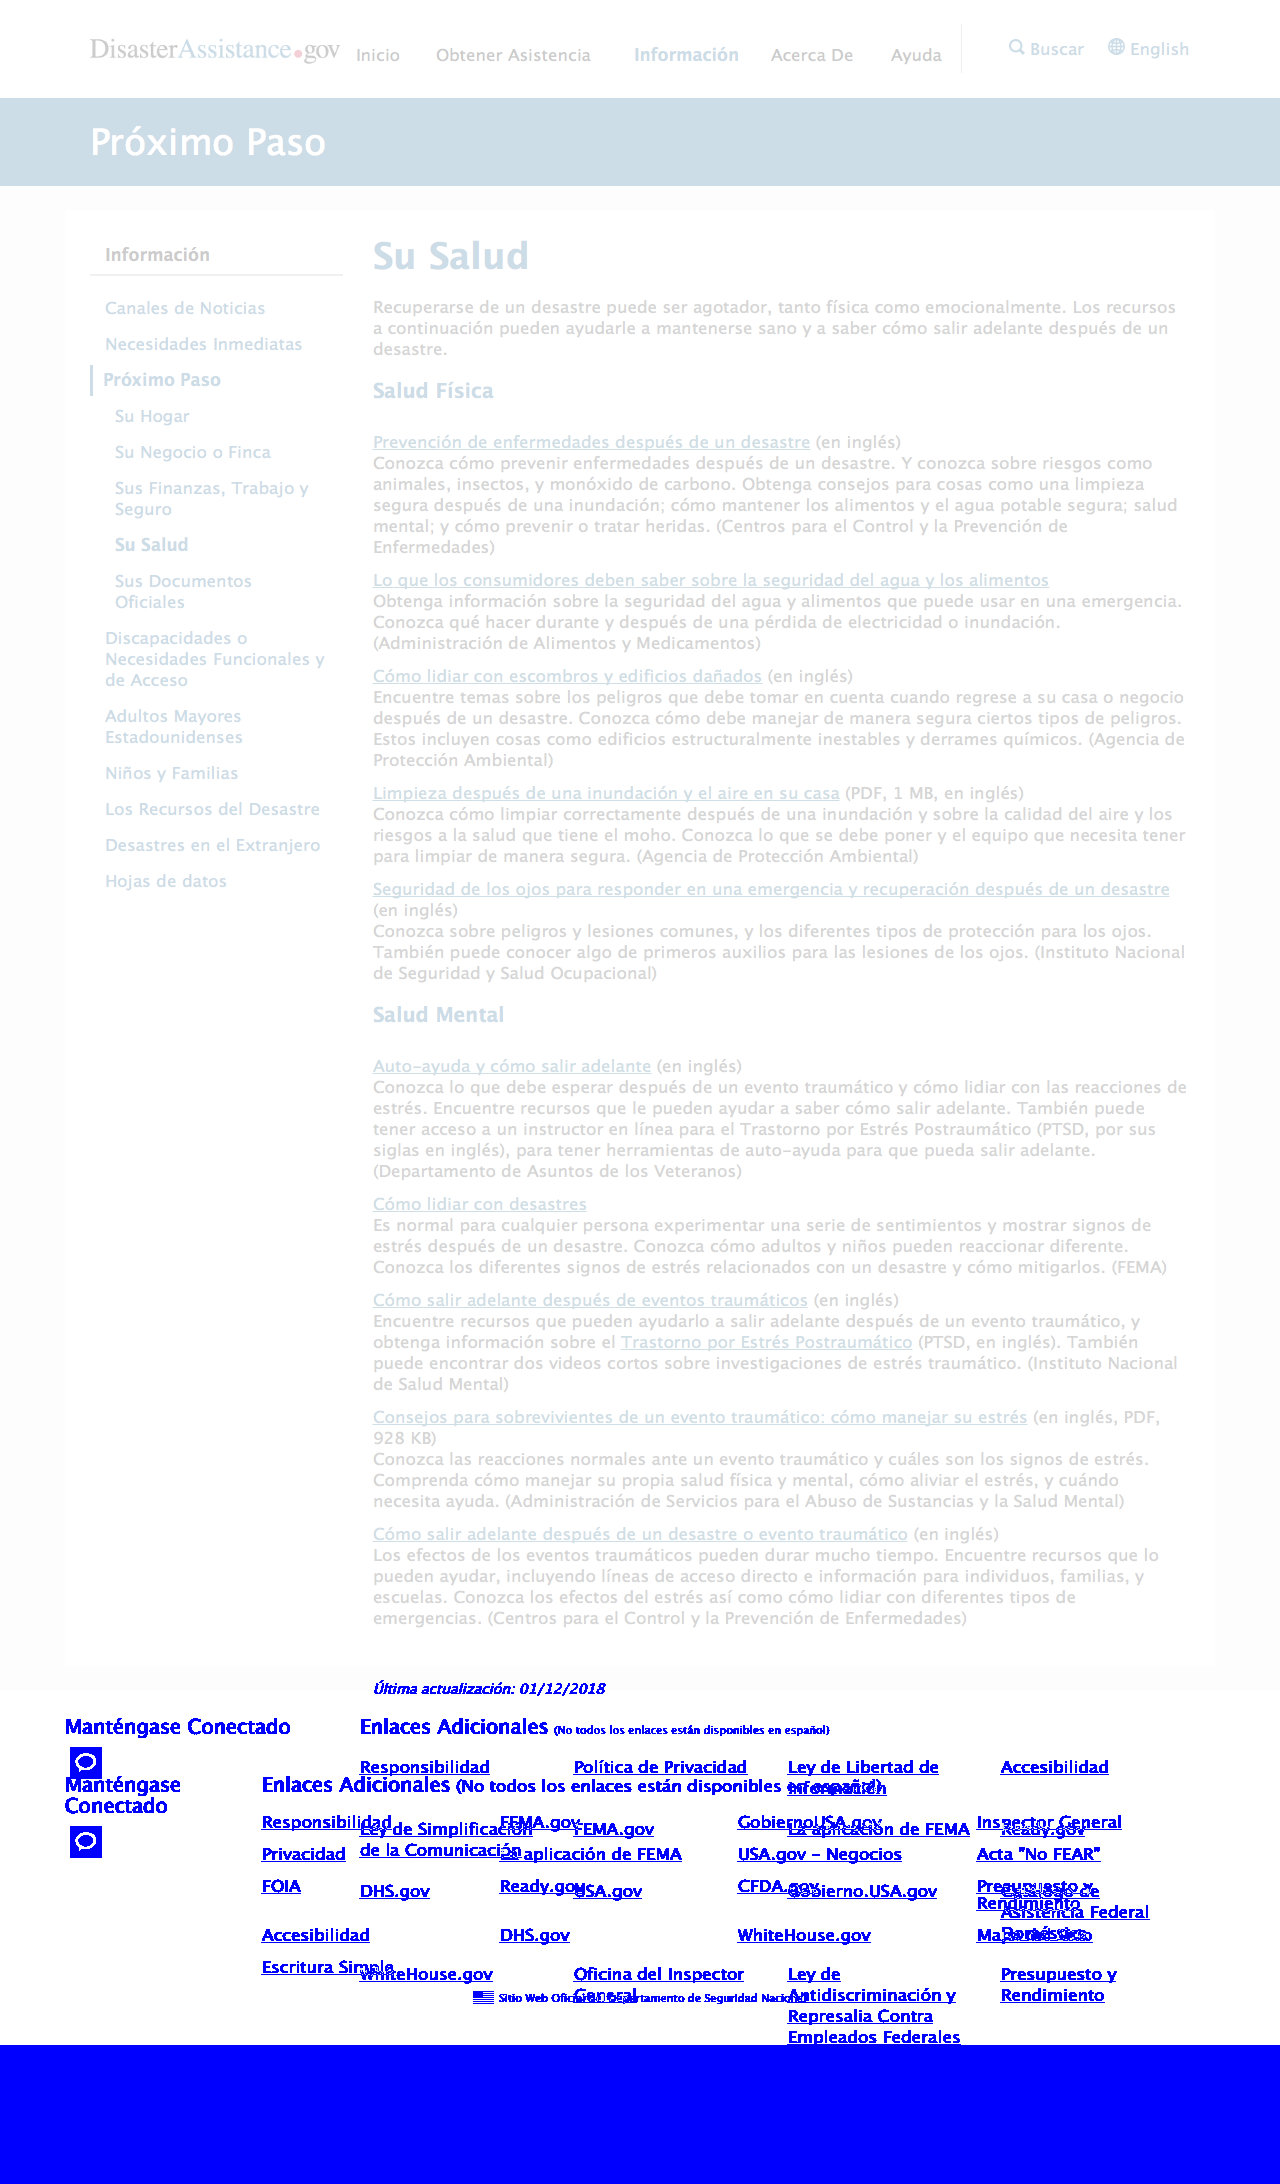 DisasterAssistance.gov
Inicio Obtener Asistencia Información Acerca De Ayuda Buscar English
Próximo Paso
Información
Canales de Noticias
Necesidades Inmediatas
Próximo Paso
Su Hogar
Su Negocio o Finca
Sus Finanzas, Trabajo y
Seguro
Su Salud
Sus Documentos
Oficiales
Discapacidades o
Necesidades Funcionales y
de Acceso
Adultos Mayores
Estadounidenses
Niños y Familias
Los Recursos del Desastre
Desastres en el Extranjero
Hojas de datos
Su Salud
Recuperarse de un desastre puede ser agotador, tanto física como emocionalmente. Los recursos
a continuación pueden ayudarle a mantenerse sano y a saber cómo salir adelante después de un
desastre.
Salud Física
Prevención de enfermedades después de un desastre (en inglés)
Conozca cómo prevenir enfermedades después de un desastre. Y conozca sobre riesgos como
animales, insectos, y monóxido de carbono. Obtenga consejos para cosas como una limpieza
segura después de una inundación; cómo mantener los alimentos y el agua potable segura; salud
mental; y cómo prevenir o tratar heridas. (Centros para el Control y la Prevención de
Enfermedades)
Lo que los consumidores deben saber sobre la seguridad del agua y los alimentos
Obtenga información sobre la seguridad del agua y alimentos que puede usar en una emergencia.
Conozca qué hacer durante y después de una pérdida de electricidad o inundación.
(Administración de Alimentos y Medicamentos)
Cómo lidiar con escombros y edificios dañados (en inglés)
Encuentre temas sobre los peligros que debe tomar en cuenta cuando regrese a su casa o negocio
después de un desastre. Conozca cómo debe manejar de manera segura ciertos tipos de peligros.
Estos incluyen cosas como edificios estructuralmente inestables y derrames químicos. (Agencia de
Protección Ambiental)
Limpieza después de una inundación y el aire en su casa (PDF, 1 MB, en inglés)
Conozca cómo limpiar correctamente después de una inundación y sobre la calidad del aire y los
riesgos a la salud que tiene el moho. Conozca lo que se debe poner y el equipo que necesita tener
para limpiar de manera segura. (Agencia de Protección Ambiental)
Seguridad de los ojos para responder en una emergencia y recuperación después de un desastre
(en inglés)
Conozca sobre peligros y lesiones comunes, y los diferentes tipos de protección para los ojos.
También puede conocer algo de primeros auxilios para las lesiones de los ojos. (Instituto Nacional
de Seguridad y Salud Ocupacional)
Salud Mental
Auto-ayuda y cómo salir adelante (en inglés)
Conozca lo que debe esperar después de un evento traumático y cómo lidiar con las reacciones de
estrés. Encuentre recursos que le pueden ayudar a saber cómo salir adelante. También puede
tener acceso a un instructor en línea para el Trastorno por Estrés Postraumático (PTSD, por sus
siglas en inglés), para tener herramientas de auto-ayuda para que pueda salir adelante.
(Departamento de Asuntos de los Veteranos)
Cómo lidiar con desastres
Es normal para cualquier persona experimentar una serie de sentimientos y mostrar signos de
estrés después de un desastre. Conozca cómo adultos y niños pueden reaccionar diferente.
Conozca los diferentes signos de estrés relacionados con un desastre y cómo mitigarlos. (FEMA)
Cómo salir adelante después de eventos traumáticos (en inglés)
Encuentre recursos que pueden ayudarlo a salir adelante después de un evento traumático, y
obtenga información sobre el Trastorno por Estrés Postraumático (PTSD, en inglés). También
puede encontrar dos videos cortos sobre investigaciones de estrés traumático. (Instituto Nacional
de Salud Mental)
Consejos para sobrevivientes de un evento traumático: cómo manejar su estrés (en inglés, PDF,
928 KB)
Conozca las reacciones normales ante un evento traumático y cuáles son los signos de estrés.
Comprenda cómo manejar su propia salud física y mental, cómo aliviar el estrés, y cuándo
necesita ayuda. (Administración de Servicios para el Abuso de Sustancias y la Salud Mental)
Cómo salir adelante después de un desastre o evento traumático (en inglés)
Los efectos de los eventos traumáticos pueden durar mucho tiempo. Encuentre recursos que lo
pueden ayudar, incluyendo líneas de acceso directo e información para individuos, familias, y
escuelas. Conozca los efectos del estrés así como cómo lidiar con diferentes tipos de
emergencias. (Centros para el Control y la Prevención de Enfermedades)
Última actualización: 01/12/2018
Manténgase Conectado
Enlaces Adicionales (No todos los enlaces están disponibles en español)
Responsibilidad Política de Privacidad Ley de Libertad de Accesibilidad
Información
Manténgase
Conectado
Enlaces Adicionales (No todos los enlaces están disponibles en español)
Responsibilidad FEMA.gov GobiernoUSA.gov Inspector General
Ley de Simplificación FEMA.gov La aplicación de FEMA Ready.gov
de la Comunicación
Privacidad La aplicación de FEMA USA.gov - Negocios Acta "No FEAR"
FOIA Ready.gov CFDA.gov Presupuesto y
Rendimiento
DHS.gov USA.gov Gobierno.USA.gov Catálogo de
Asistencia Federal
Accesibilidad DHS.gov WhiteHouse.gov
Escritura Simple
WhiteHouse.gov Oficina del Inspector Ley de Presupuesto y
General Antidiscriminación y Rendimiento
Represalia Contra
Empleados Federales
Sitio Web Oficial del Departamento de Seguridad Nacional